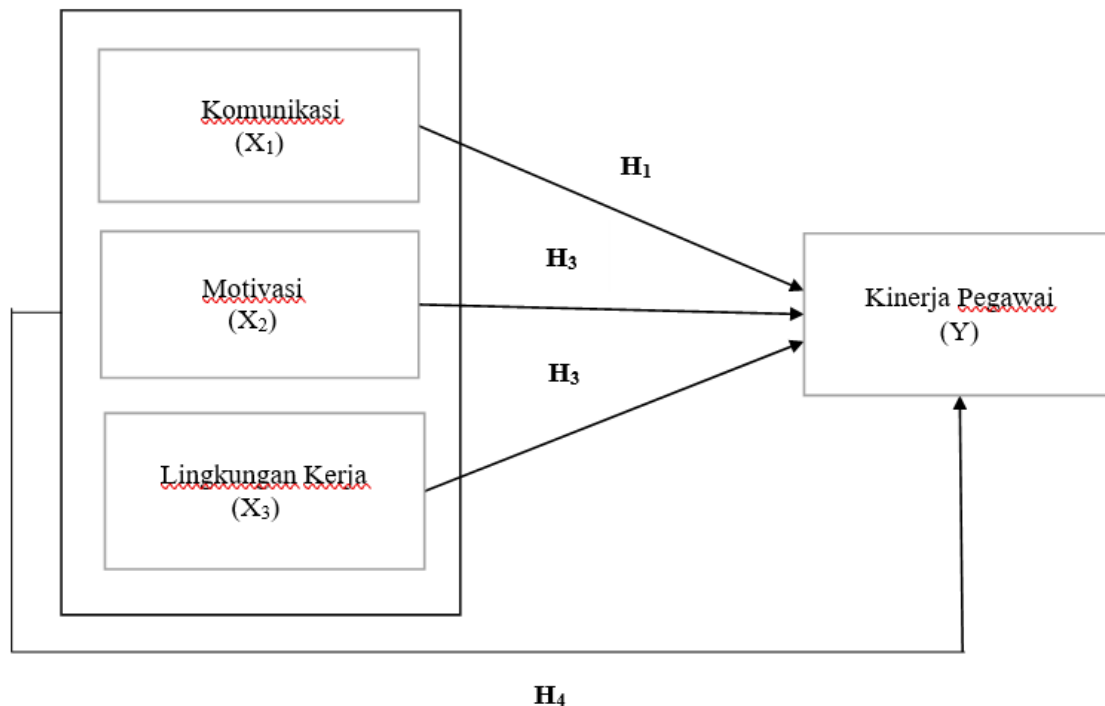 Komunikasi
(X₁)
H₁
Motivasi
(X₂)
H₃
Kinerja Pegawai
(Y)
H₃
Lingkungan Kerja
(X₃)
H₄